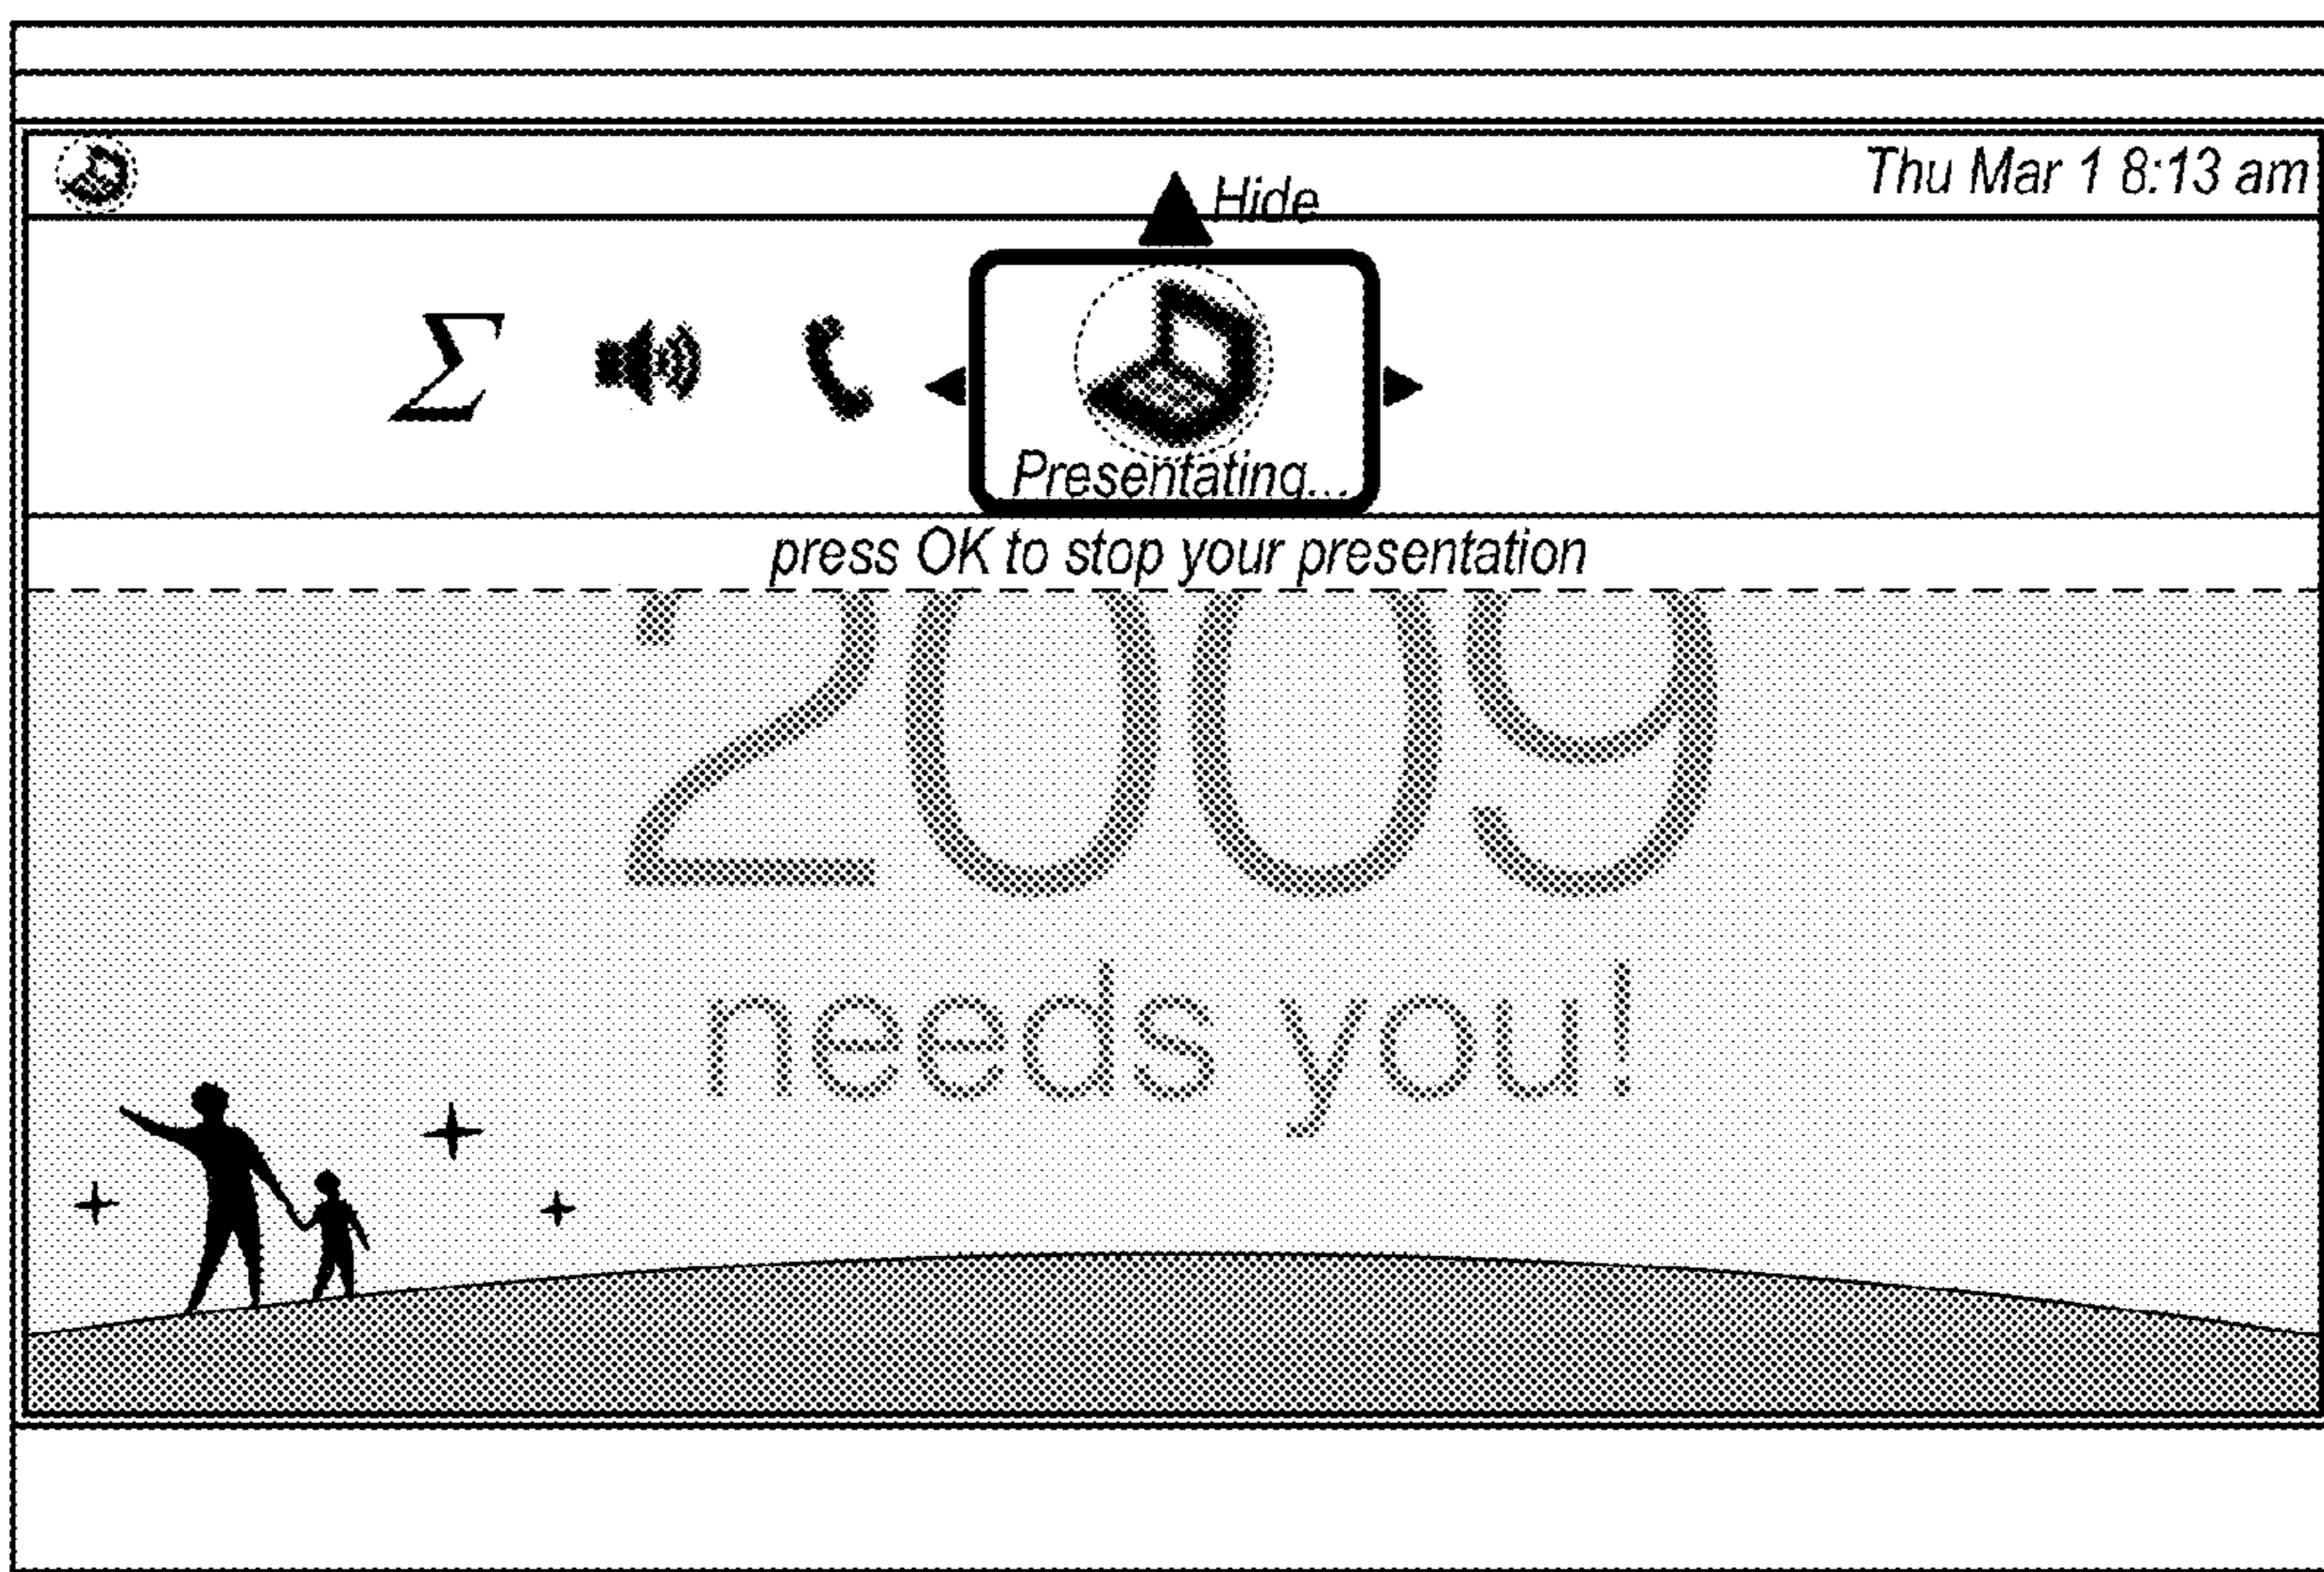 Thu Mar 1 8:13 am
Hide
Σ
Presentating...
press OK to stop your presentation
2009
needs you!